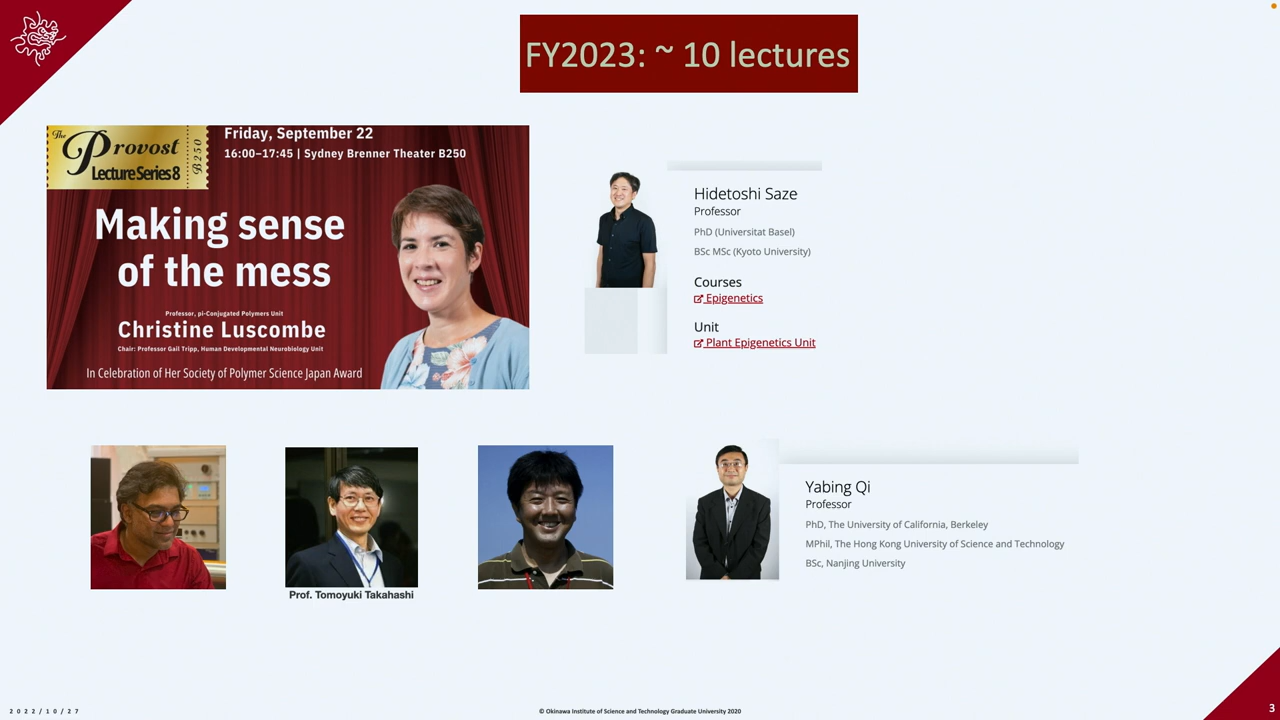 FY2023: ~ 10 lectures
The Provost
Lecture Series 8
B250
Friday, September 22
16:00–17:45 | Sydney Brenner Theater B250
Making sense
of the mess
Professor, pi-Conjugated Polymers Unit
Christine Luscombe
Chair: Professor Gail Tripp, Human Developmental Neurobiology Unit
In Celebration of Her Society of Polymer Science Japan Award
Hidetoshi Saze
Professor
PhD (Universitat Basel)
BSc MSc (Kyoto University)
Courses
Epigenetics
Unit
Plant Epigenetics Unit
Prof. Tomoyuki Takahashi
Yabing Qi
Professor
PhD, The University of California, Berkeley
MPhil, The Hong Kong University of Science and Technology
BSc, Nanjing University
2022/10/27
© Okinawa Institute of Science and Technology Graduate University 2020
3